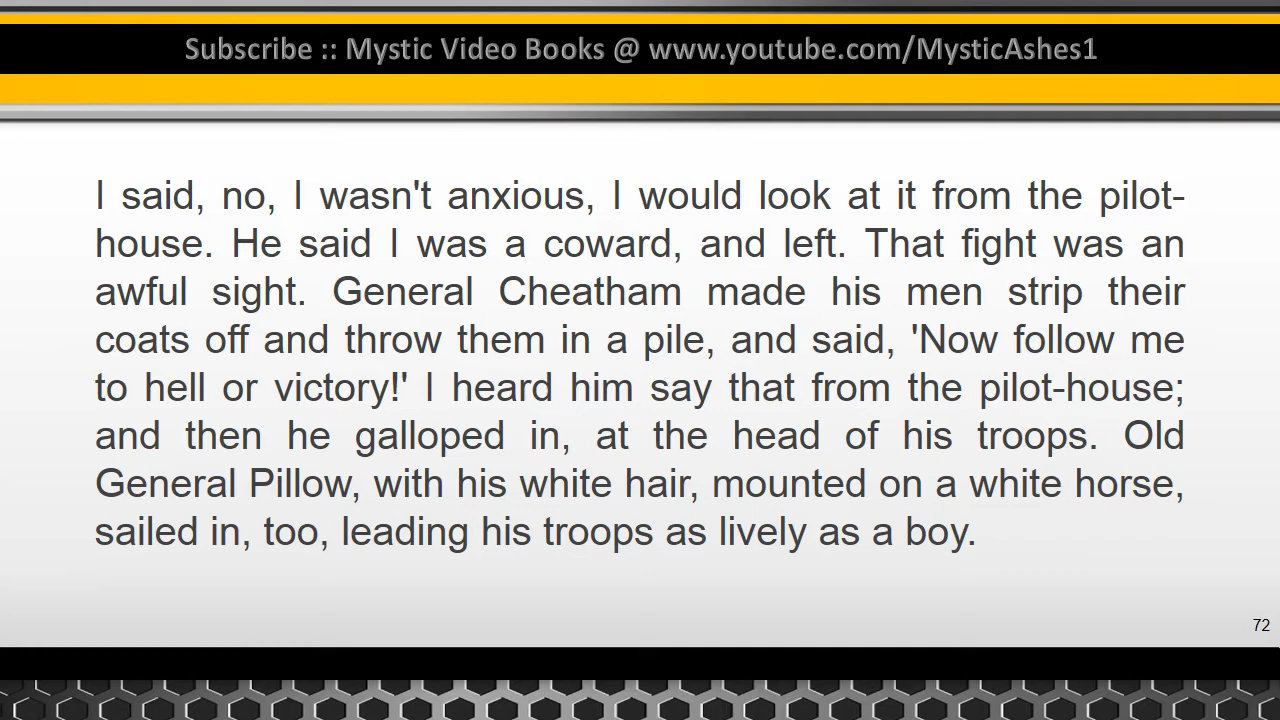 Subscribe :: Mystic Video Books @ www.youtube.com/MysticAshes1
I said, no, I wasn't anxious, I would look at it from the pilot-
house. He said I was a coward, and left. That fight was an
awful sight. General Cheatham made his men strip their
coats off and throw them in a pile, and said, 'Now follow me
to hell or victory!' I heard him say that from the pilot-house;
and then he galloped in, at the head of his troops. Old
General Pillow, with his white hair, mounted on a white horse,
sailed in, too, leading his troops as lively as a boy.
72